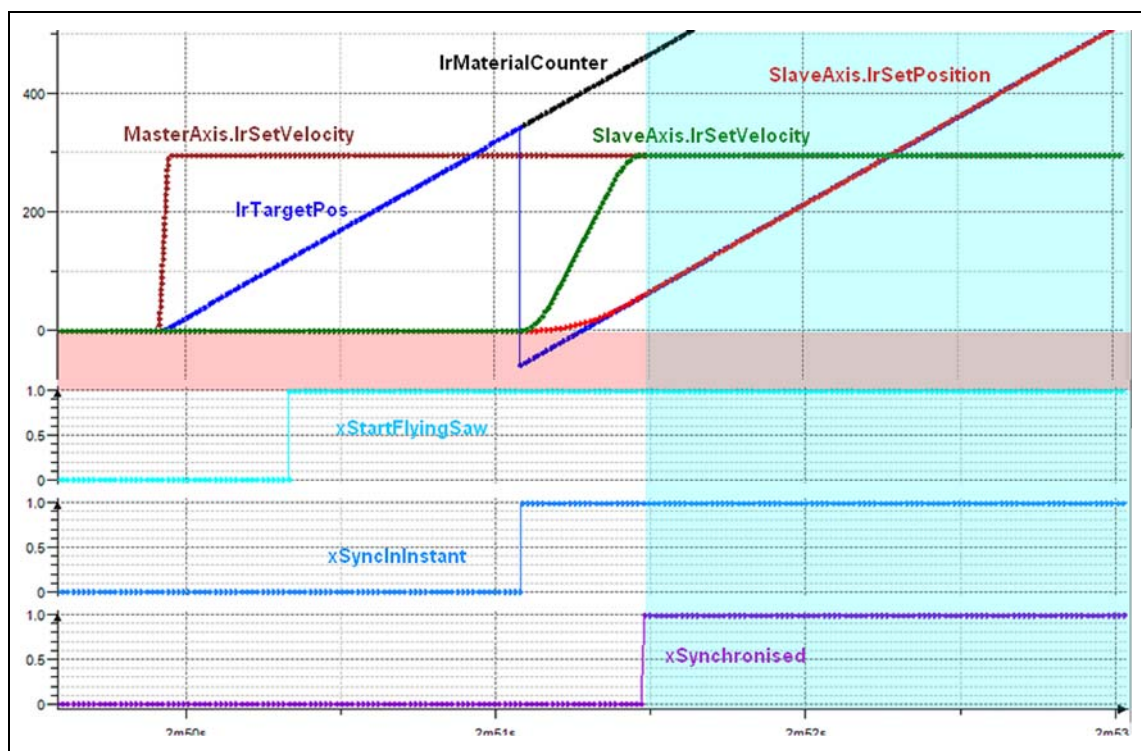 lrMaterialCounter
SlaveAxis.lrSetPosition
400
MasterAxis.lrSetVelocity
SlaveAxis.lrSetVelocity
200
lrTargetPos
0
1.0
xStartFlyingSaw
0.5
0
1.0
xSyncInInstant
0.5
0
1.0
xSynchronised
0.5
0
2m50s
2m51s
2m52s
2m53